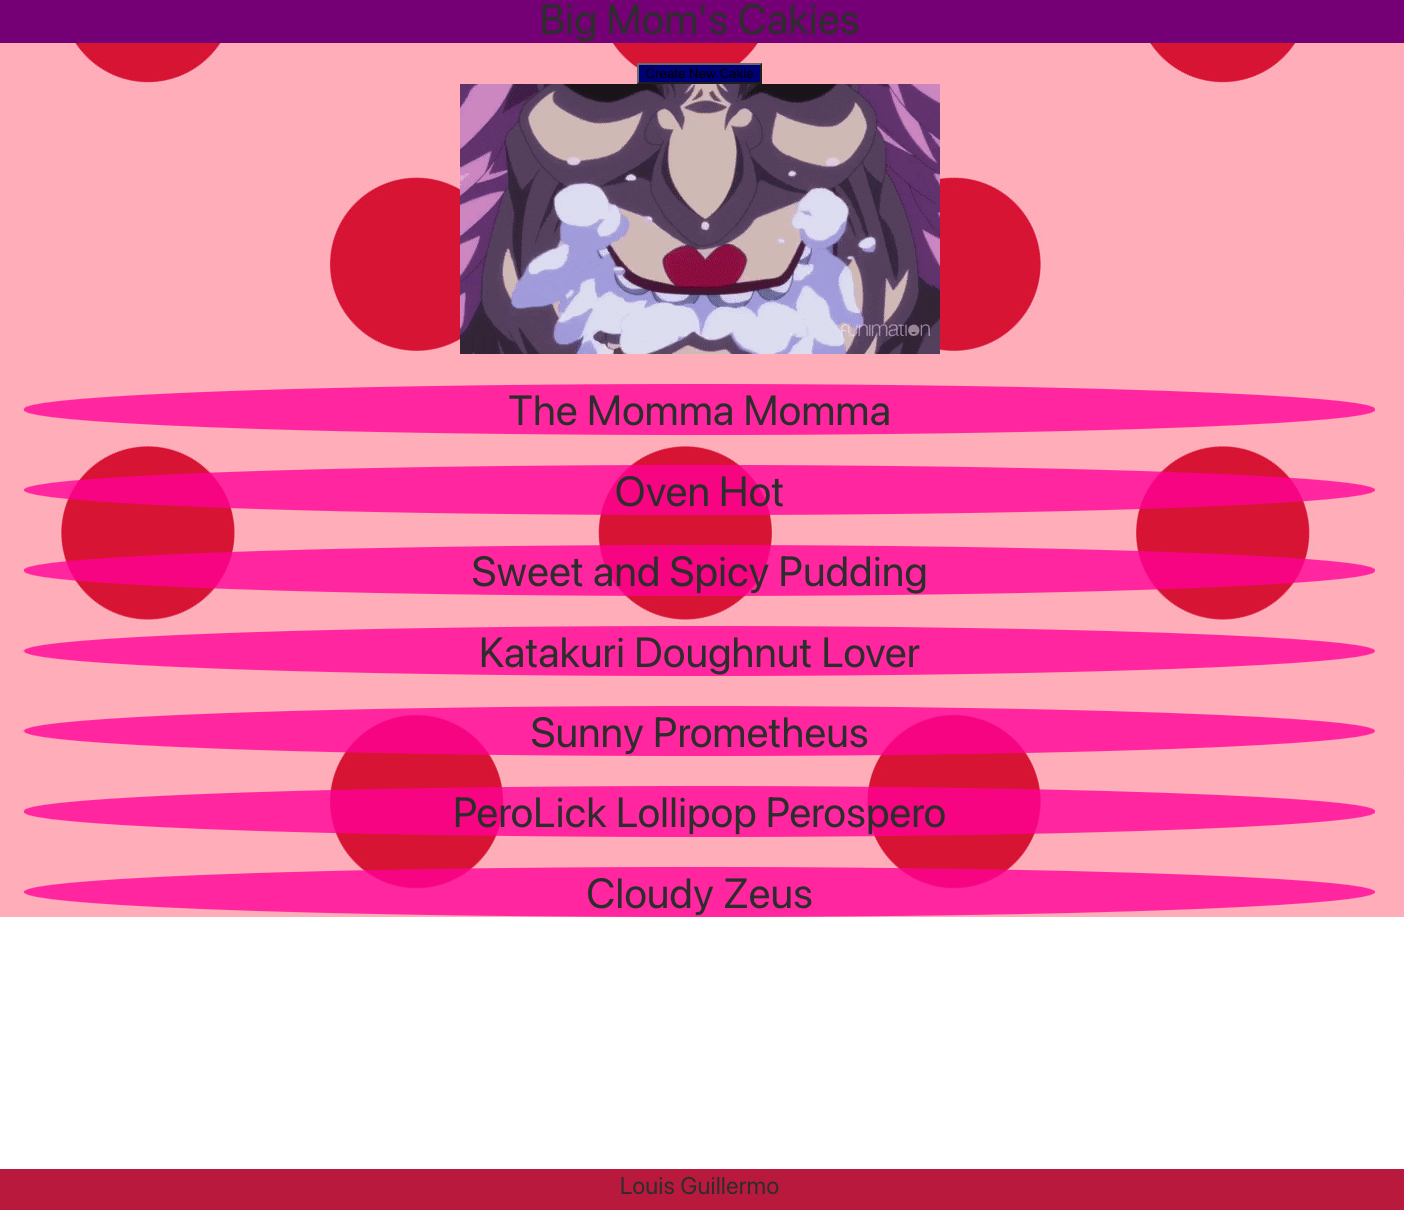 Big Mom's Cakies
Create New Cakie
funimation
The Momma Momma
Oven Hot
Sweet and Spicy Pudding
Katakuri Doughnut Lover
Sunny Prometheus
PeroLick Lollipop Perospero
Cloudy Zeus
Louis Guillermo